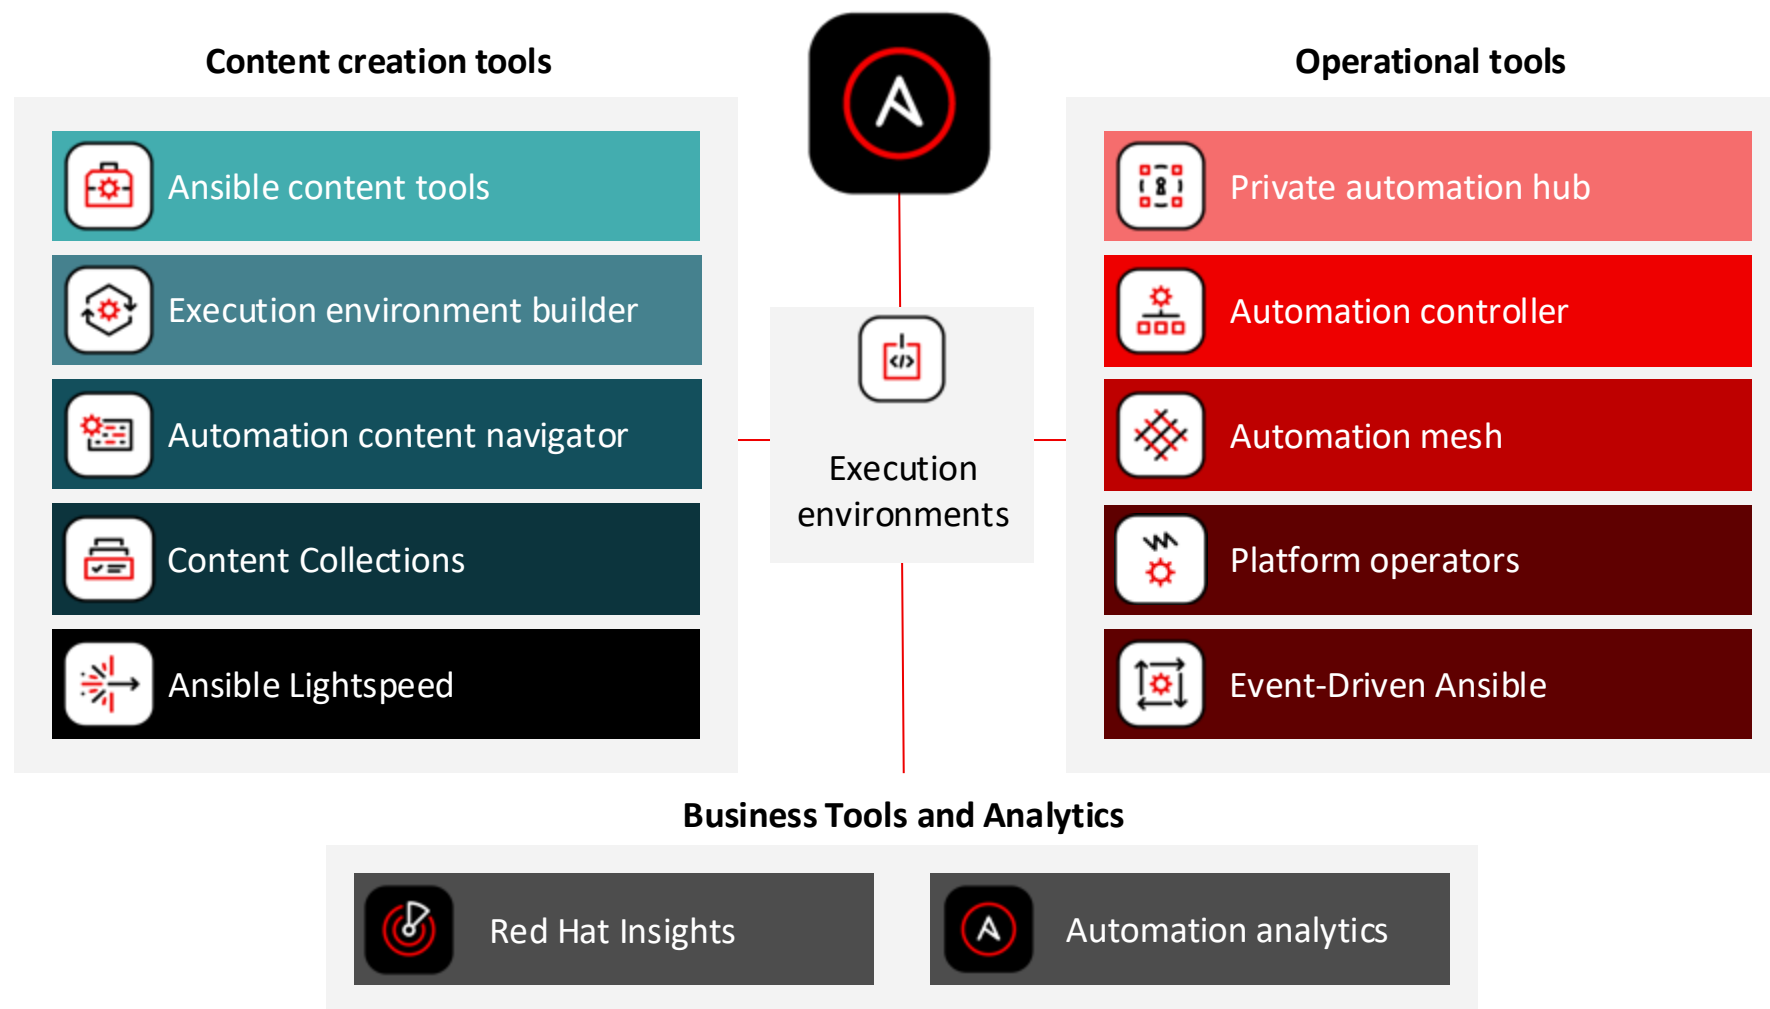 Content creation tools
Ansible content tools
Execution environment builder
Automation content navigator
Content Collections
Ansible Lightspeed
Execution
environments
Operational tools
Private automation hub
Automation controller
Automation mesh
Platform operators
Event-Driven Ansible
Business Tools and Analytics
Red Hat Insights
Automation analytics